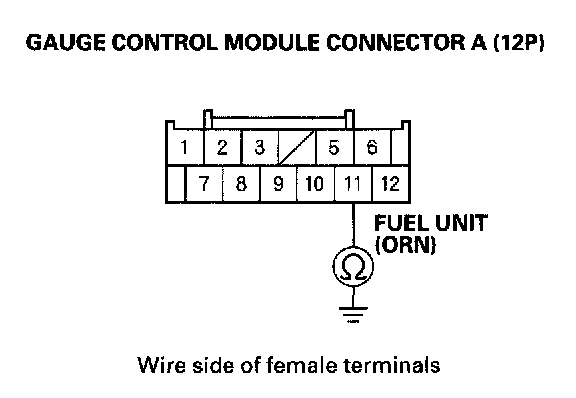 GAUGE CONTROL MODULE CONNECTOR A (12P)
1 2 3 5 6
7 8 9 10 11 12
FUEL UNIT
(ORN)
Ω
Wire side of female terminals